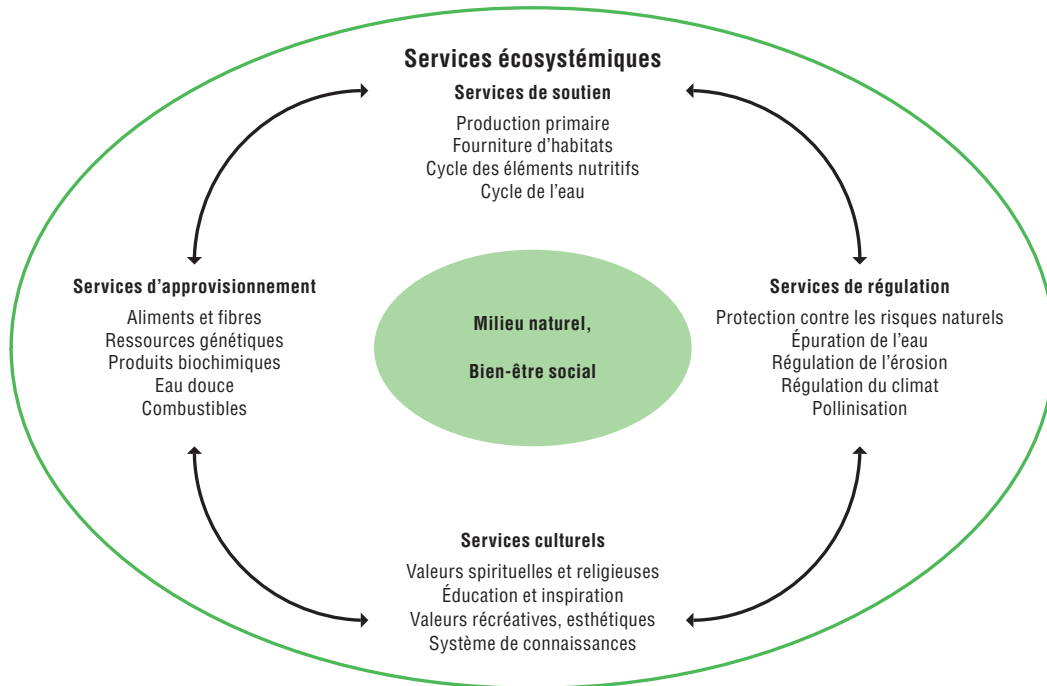 Services écosystémiques
Services de soutien
Production primaire
Fourniture d’habitats
Cycle des éléments nutritifs
Cycle de l’eau
Services d’approvisionnement
Aliments et fibres
Ressources génétiques
Produits biochimiques
Eau douce
Combustibles
Milieu naturel,
Bien-être social
Services de régulation
Protection contre les risques naturels
Épuration de l’eau
Régulation de l’érosion
Régulation du climat
Pollinisation
Services culturels
Valeurs spirituelles et religieuses
Éducation et inspiration
Valeurs récréatives, esthétiques
Système de connaissances